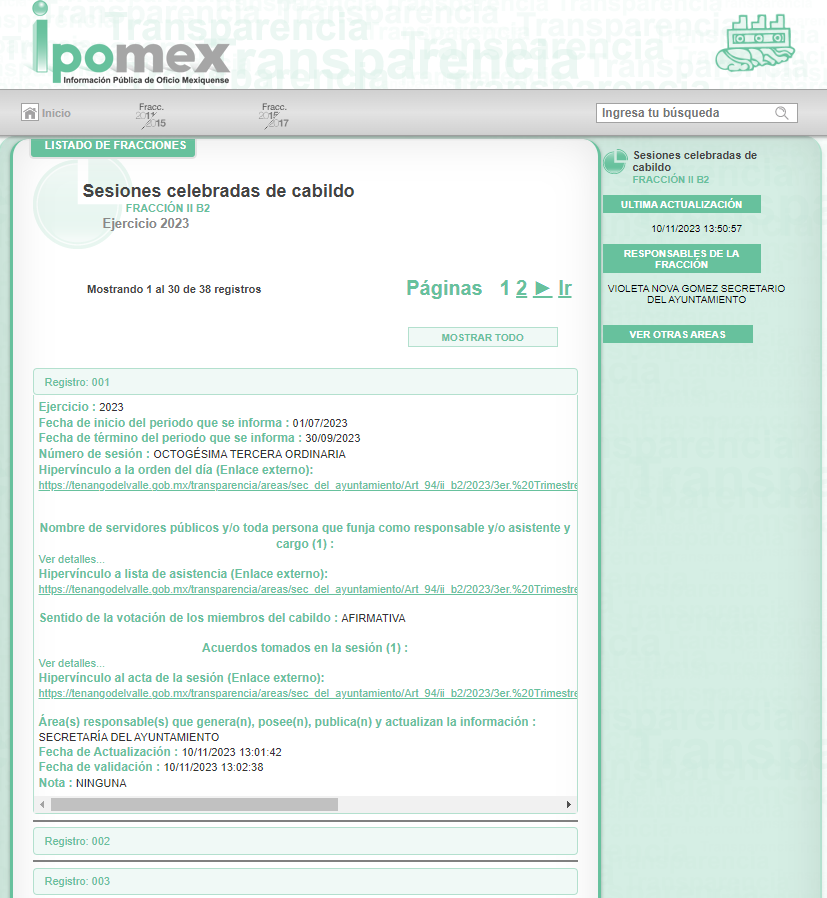 ipomex
Información Pública de Oficio Mexiquense
Inicio
Fracc.
2011/2015
Fracc.
2015/2017
Ingresa tu búsqueda
LISTADO DE FRACCIONES
Sesiones celebradas de cabildo
FRACCIÓN II B2
Ejercicio 2023
Mostrando 1 al 30 de 38 registros
Páginas 1 2 ► Ir
MOSTRAR TODO
Registro: 001
Ejercicio : 2023
Fecha de inicio del periodo que se informa : 01/07/2023
Fecha de término del periodo que se informa : 30/09/2023
Número de sesión : OCTOGÉSIMA TERCERA ORDINARIA
Hipervínculo a la orden del día (Enlace externo):
https://tenangodelvalle.gob.mx/transparencia/areas/sec_del_ayuntamiento/Art_94/ii_b2/2023/3er.%20Trimestre
Nombre de servidores públicos y/o toda persona que funja como responsable y/o asistente y
cargo (1) :
Ver detalles...
Hipervínculo a lista de asistencia (Enlace externo):
https://tenangodelvalle.gob.mx/transparencia/areas/sec_del_ayuntamiento/Art_94/ii_b2/2023/3er.%20Trimestre
Sentido de la votación de los miembros del cabildo : AFIRMATIVA
Acuerdos tomados en la sesión (1) :
Ver detalles...
Hipervínculo al acta de la sesión (Enlace externo):
https://tenangodelvalle.gob.mx/transparencia/areas/sec_del_ayuntamiento/Art_94/ii_b2/2023/3er.%20Trimestre
Área(s) responsable(s) que genera(n), posee(n), publica(n) y actualizan la información :
SECRETARÍA DEL AYUNTAMIENTO
Fecha de Actualización : 10/11/2023 13:01:42
Fecha de validación : 10/11/2023 13:02:38
Nota : NINGUNA
Registro: 002
Registro: 003
Sesiones celebradas de
cabildo
FRACCIÓN II B2
ULTIMA ACTUALIZACIÓN
10/11/2023 13:50:57
RESPONSABLES DE LA
FRACCIÓN
VIOLETA NOVA GOMEZ SECRETARIO
DEL AYUNTAMIENTO
VER OTRAS AREAS